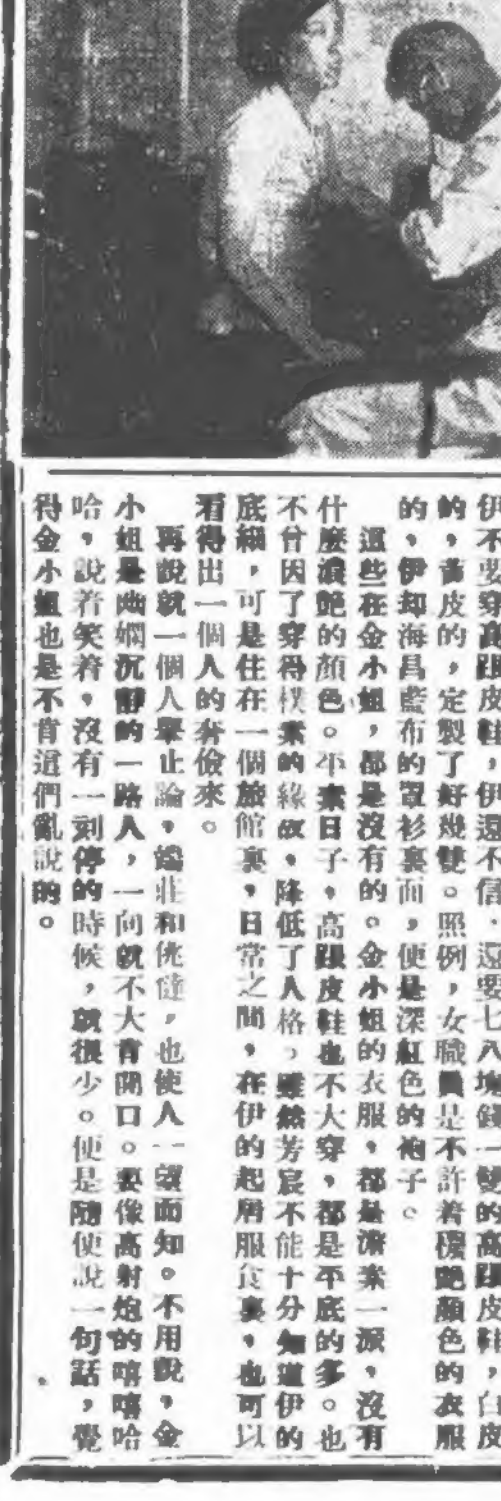 伊不要穿高跟皮鞋，伊還不信，還要七八塊錢一雙的高跟皮鞋，白皮
的，黃皮的，定製了好幾雙。照例，女職員是不許着穠艷顏色的衣服
的，伊却海昌藍布的罩衫裏面，便是深紅色的袍子。
這些在金小姐，都是沒有的。金小姐的衣服，都是清素一派，沒有
什麼濃艷的顏色。平素日子，高跟皮鞋也不大穿，都是平底的多。也
不曾因了穿得樸素的緣故，降低了人格，雖然芳宸不能十分知道伊的
底細，可是住在一個旅館裏，日常之間，在伊的起居服食裏，也可以
看得出一個人的奢儉來。
再說就一個人舉止論，端莊和佻㒓，也使人一望而知。不用說，金
小姐是幽嫺沉靜的一路人，一向就不大肯開口。要像高射炮的嘻嘻哈
哈，說着笑着，沒有一刻停的時候，就很少。便是隨便說一句話，覺
得金小姐也是不肯這們亂說的。